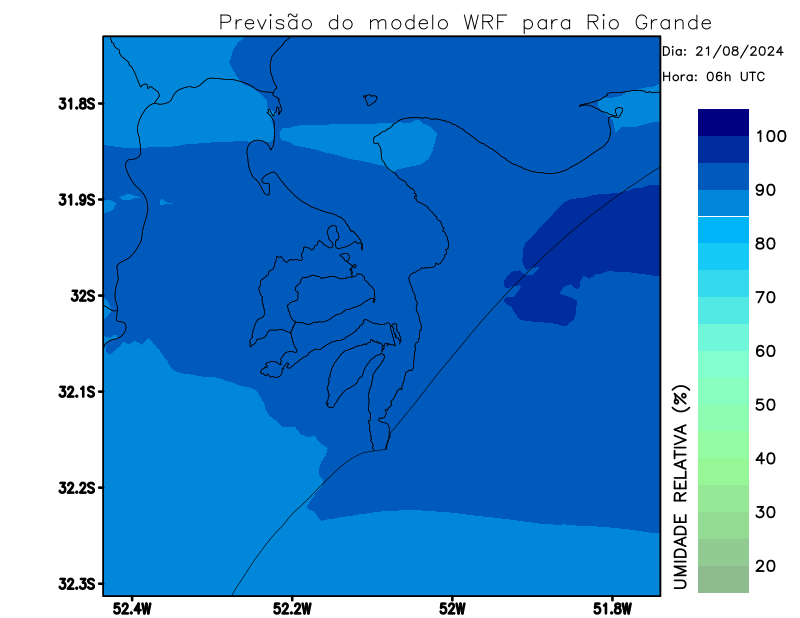 Previsão do modelo WRF para Rio Grande
Dia: 21/08/2024
Hora: 06h UTC
31.8S
31.9S
32S
32.1S
32.2S
32.3S
52.4W
52.2W
52W
51.8W
UMIDADE RELATIVA (%)
100
90
80
70
60
50
40
30
20